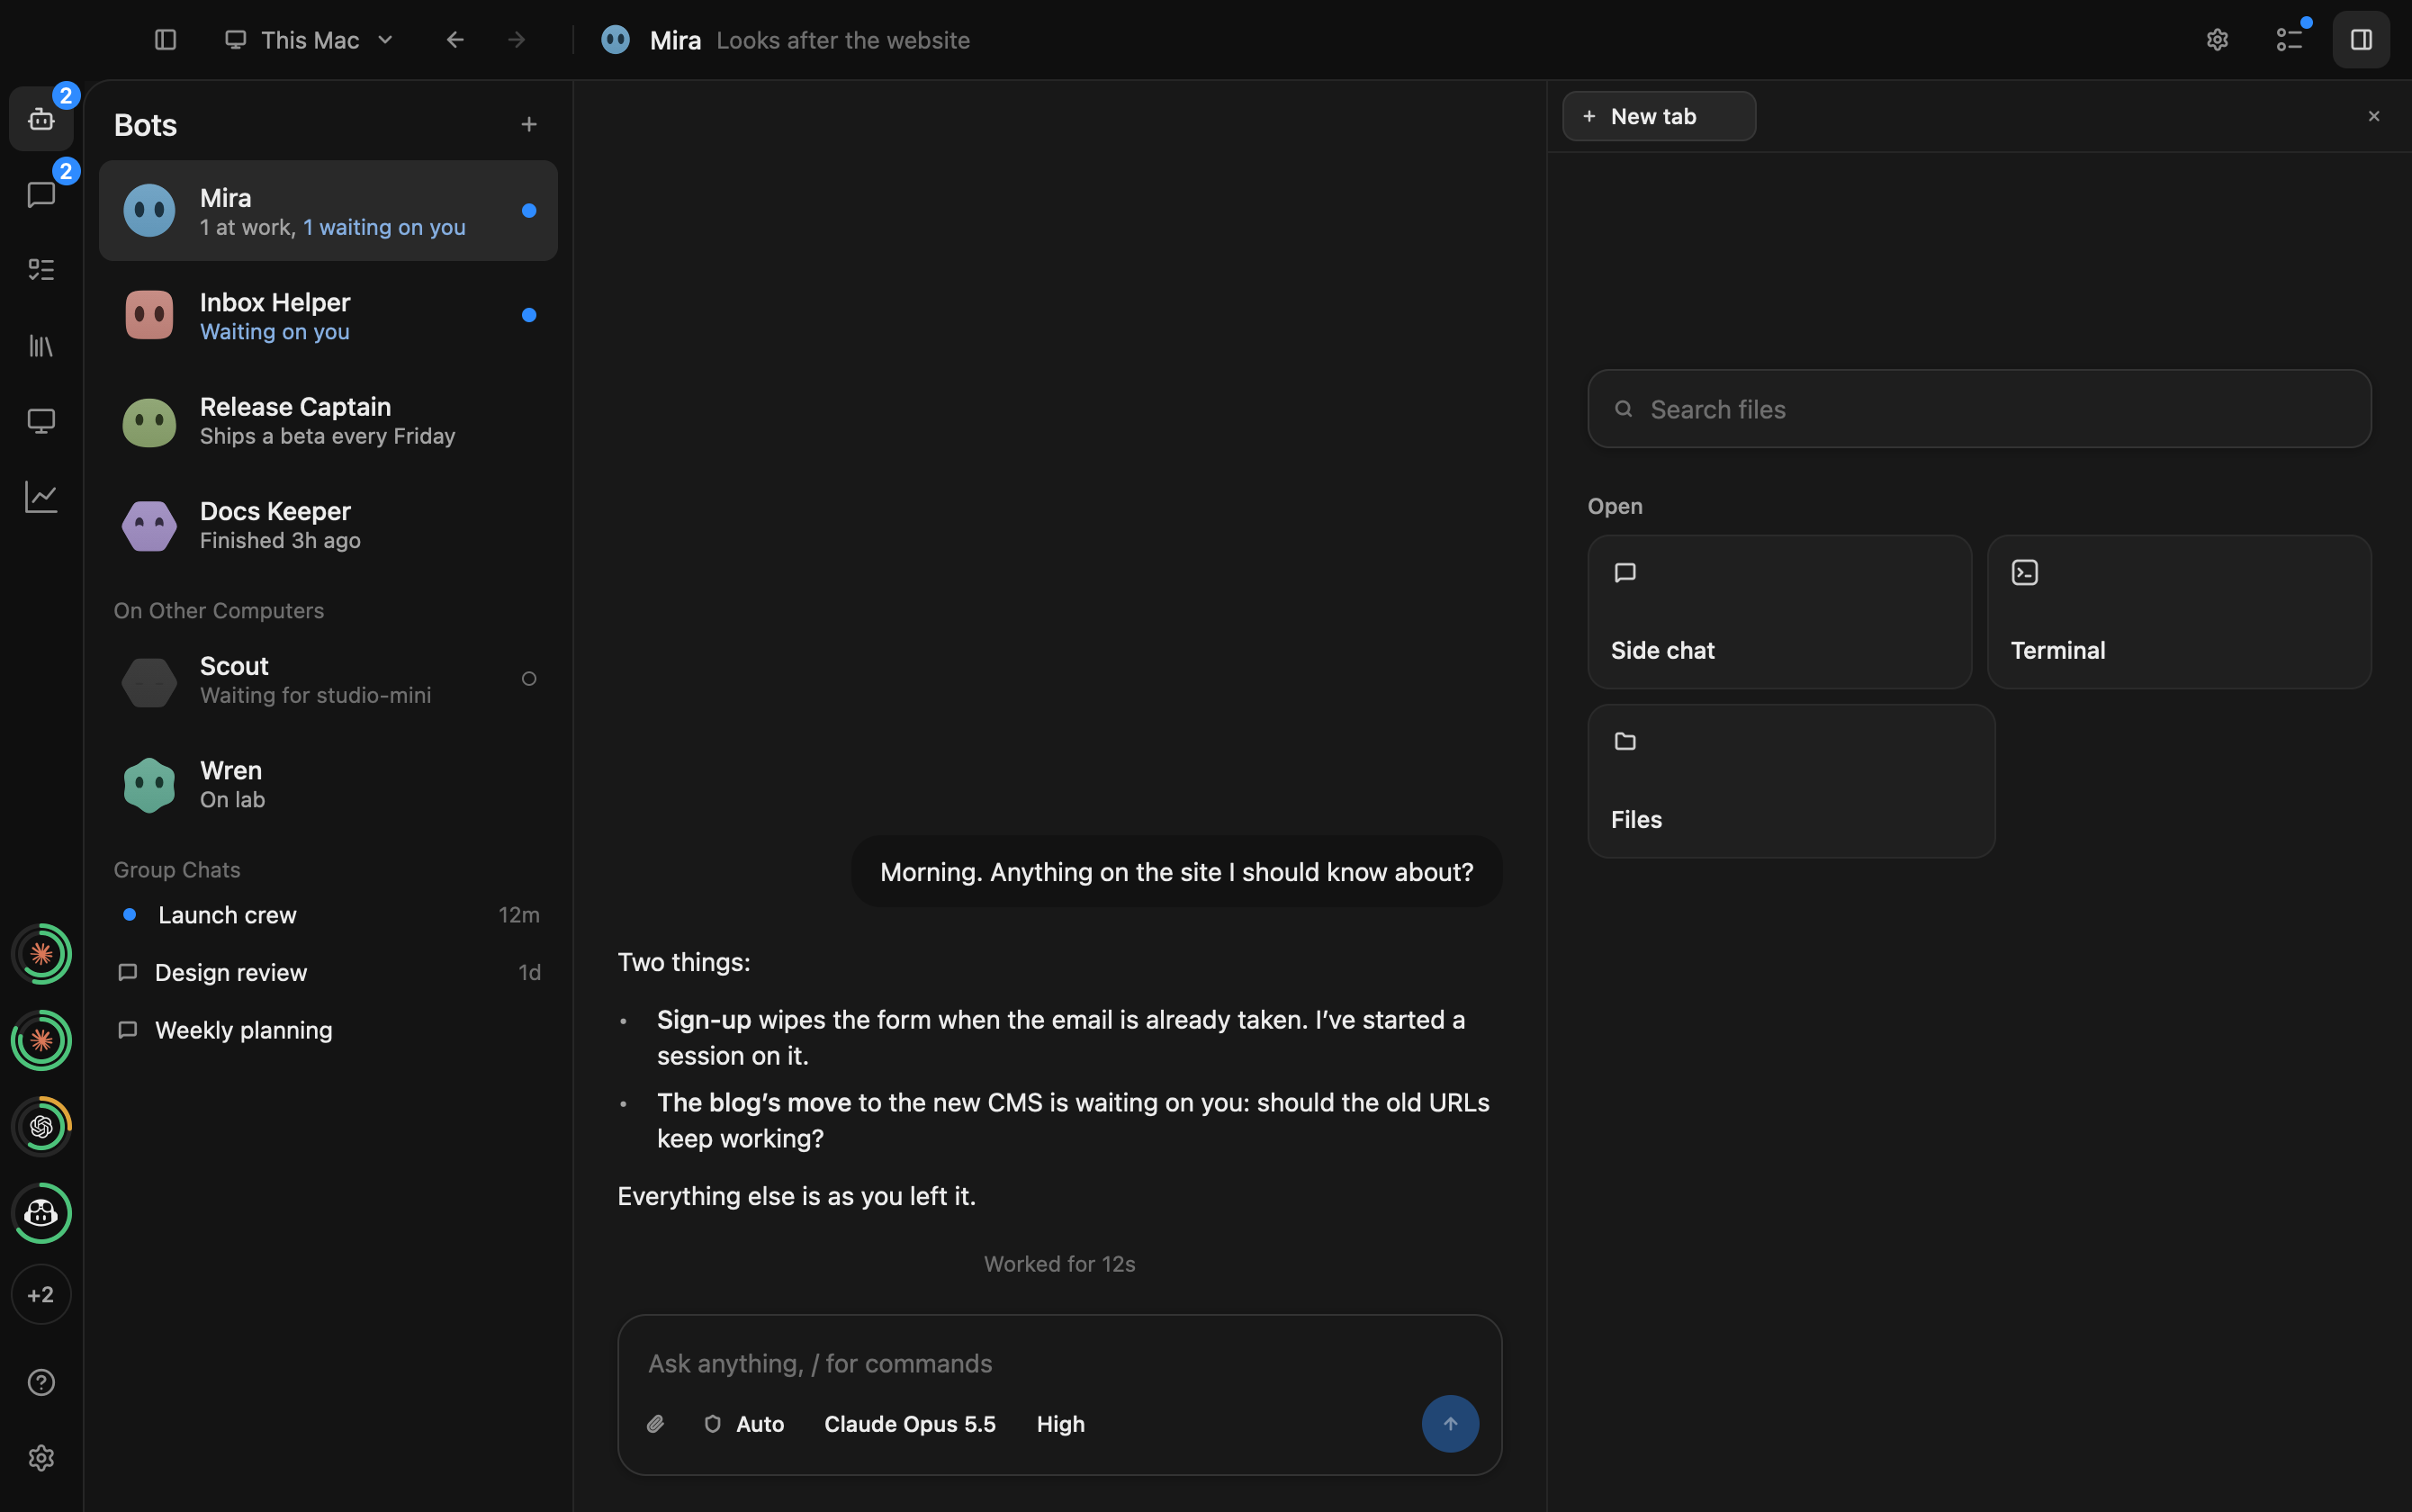 This Mac
Mira Looks after the website
2
2
Bots
Mira
1 at work, 1 waiting on you
Inbox Helper
Waiting on you
Release Captain
Ships a beta every Friday
Docs Keeper
Finished 3h ago
On Other Computers
Scout
Waiting for studio-mini
Wren
On lab
Group Chats
Launch crew 12m
Design review 1d
Weekly planning
+2
Morning. Anything on the site I should know about?
Two things:
• Sign-up wipes the form when the email is already taken. I’ve started a
session on it.
• The blog’s move to the new CMS is waiting on you: should the old URLs
keep working?
Everything else is as you left it.
Worked for 12s
Ask anything, / for commands
Auto Claude Opus 5.5 High
New tab
Search files
Open
Side chat
Terminal
Files